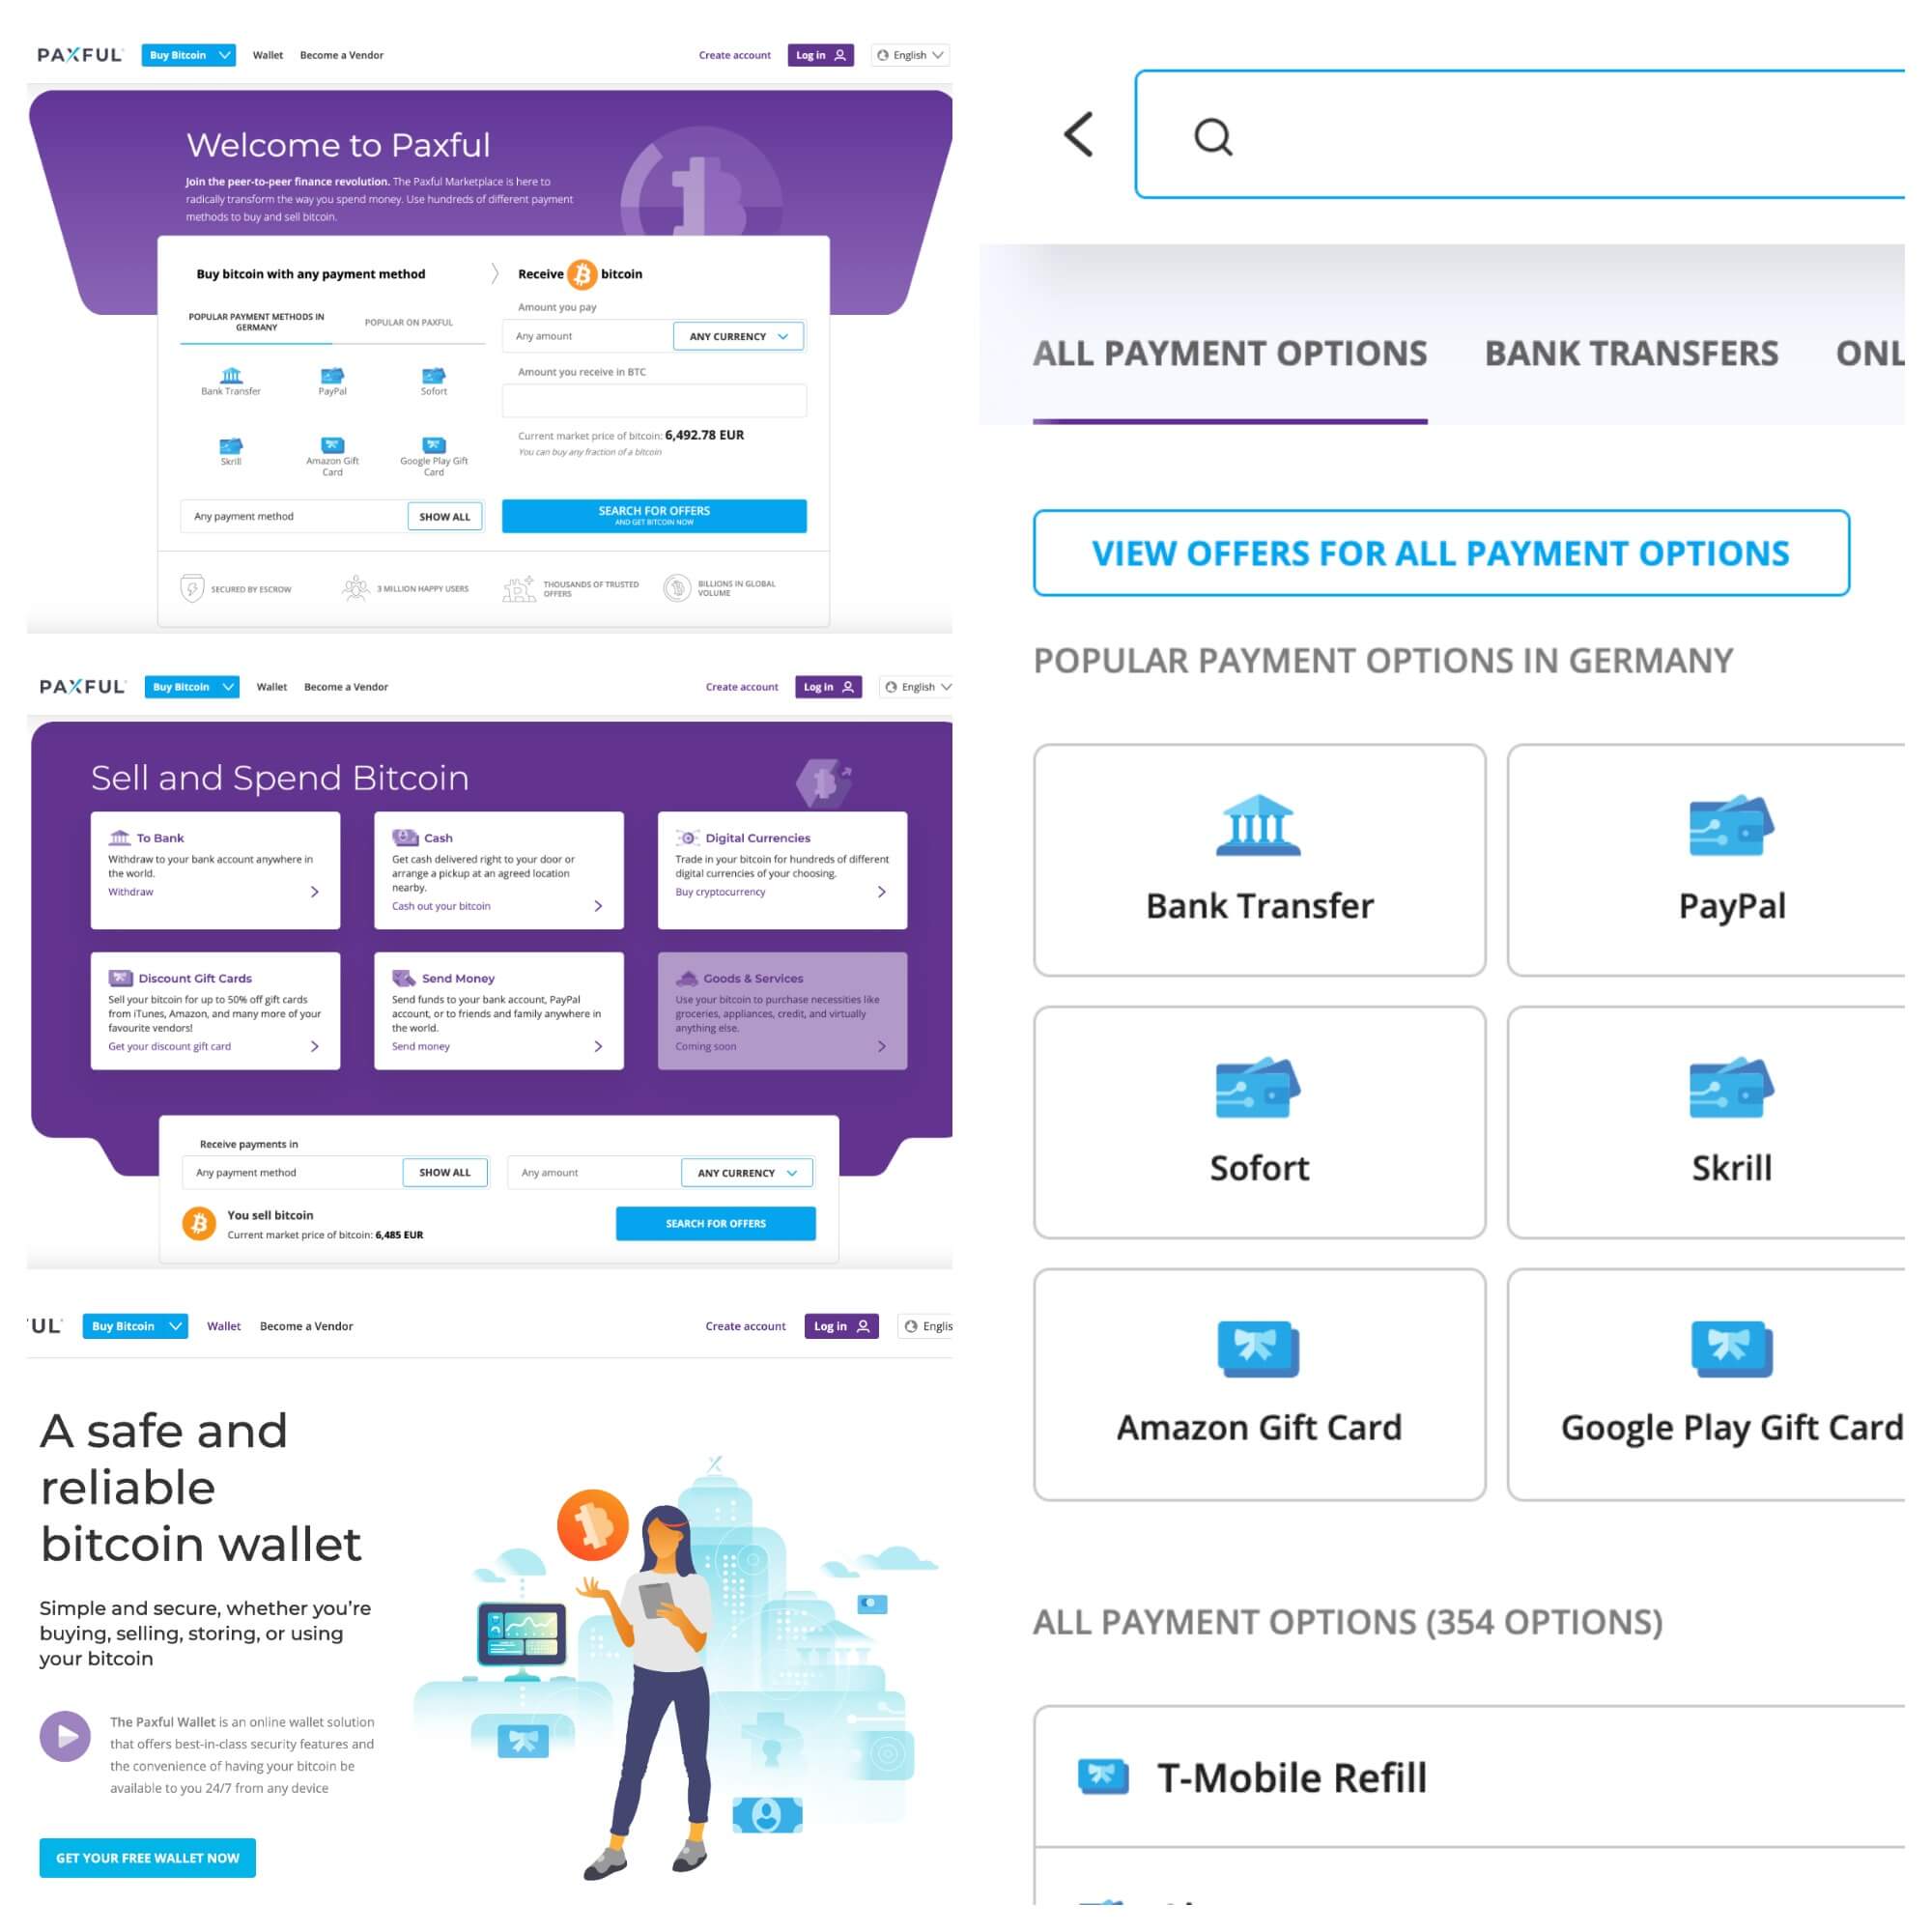 PAXFUL
Buy Bitcoin
Wallet
Become a Vendor
Create account
Log in
English
Welcome to Paxful
Join the peer-to-peer finance revolution. The Paxful Marketplace is here to
radically transform the way you spend money. Use hundreds of different payment
methods to buy and sell bitcoin.
Buy bitcoin with any payment method
Receive bitcoin
POPULAR PAYMENT METHODS IN
GERMANY
POPULAR ON PAXFUL
Bank Transfer
PayPal
Sofort
Skrill
Amazon Gift
Card
Google Play Gift
Card
Any payment method
SHOW ALL
Amount you pay
Any amount
ANY CURRENCY
Amount you receive in BTC
Current market price of bitcoin: 6,492.78 EUR
You can buy any fraction of a bitcoin
SEARCH FOR OFFERS
AND GET BITCOIN NOW
SECURED BY ESCROW
3 MILLION HAPPY USERS
THOUSANDS OF TRUSTED
OFFERS
BILLIONS IN GLOBAL
VOLUME
PAXFUL
Buy Bitcoin
Wallet
Become a Vendor
Create account
Log in
English
Sell and Spend Bitcoin
To Bank
Withdraw to your bank account anywhere in
the world.
Withdraw
Cash
Get cash delivered right to your door or
arrange a pickup at an agreed location
nearby.
Cash out your bitcoin
Digital Currencies
Trade in your bitcoin for hundreds of different
digital currencies of your choosing.
Buy cryptocurrency
Discount Gift Cards
Sell your bitcoin for up to 50% off gift cards
from iTunes, Amazon, and many more of your
favourite vendors!
Get your discount gift card
Send Money
Send funds to your bank account, PayPal
account, or to friends and family anywhere in
the world.
Send money
Goods & Services
Use your bitcoin to purchase necessities like
groceries, appliances, credit, and virtually
anything else.
Coming soon
Receive payments in
Any payment method
SHOW ALL
Any amount
ANY CURRENCY
You sell bitcoin
Current market price of bitcoin: 6,485 EUR
SEARCH FOR OFFERS
FUL
Buy Bitcoin
Wallet
Become a Vendor
Create account
Log in
Englis
A safe and
reliable
bitcoin wallet
Simple and secure, whether you're
buying, selling, storing, or using
your bitcoin
The Paxful Wallet is an online wallet solution
that offers best-in-class security features and
the convenience of having your bitcoin be
available to you 24/7 from any device
GET YOUR FREE WALLET NOW
ALL PAYMENT OPTIONS
BANK TRANSFERS
ONL
VIEW OFFERS FOR ALL PAYMENT OPTIONS
POPULAR PAYMENT OPTIONS IN GERMANY
Bank Transfer
PayPal
Sofort
Skrill
Amazon Gift Card
Google Play Gift Card
ALL PAYMENT OPTIONS (354 OPTIONS)
T-Mobile Refill